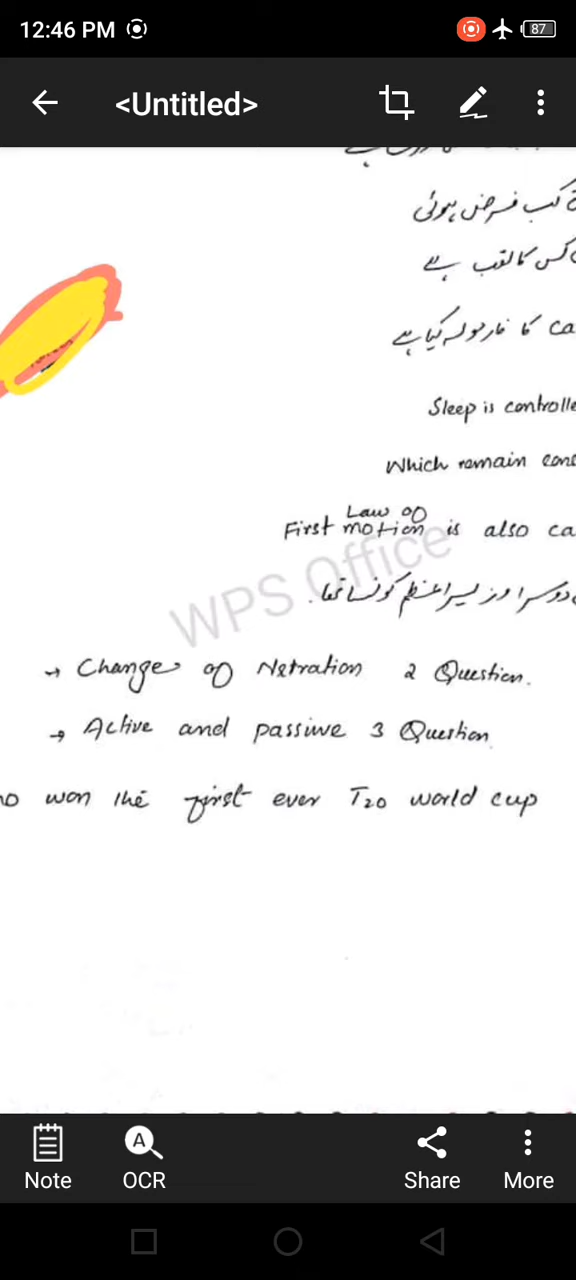 12:46 PM
87
<Untitled>
کب فرض ہوئی
کس کا لقب ہے
ca کا فارمولہ کیا ہے
Sleep is controlle
Which remain con
Law of
First motion is also ca
دوسرا وزیراعظم کونسا تھا.
WPS Office
→ Change of Netration 2 Question.
→ Active and passive 3 Question
won the first ever T20 world cup
Note
OCR
Share
More